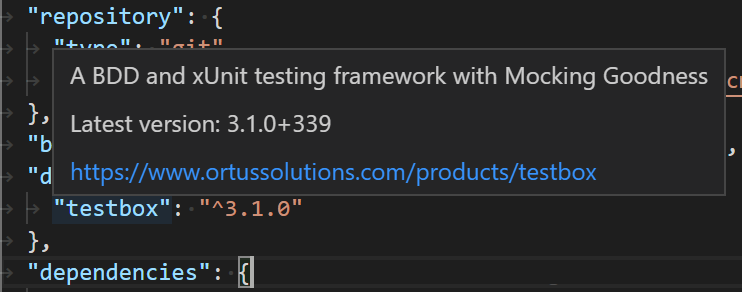 "repository": {
"type": "git"
A BDD and xUnit testing framework with Mocking Goodness
Latest version: 3.1.0+339
https://www.ortussolutions.com/products/testbox
},
"b
,
"d
"testbox": "^3.1.0"
},
"dependencies": {